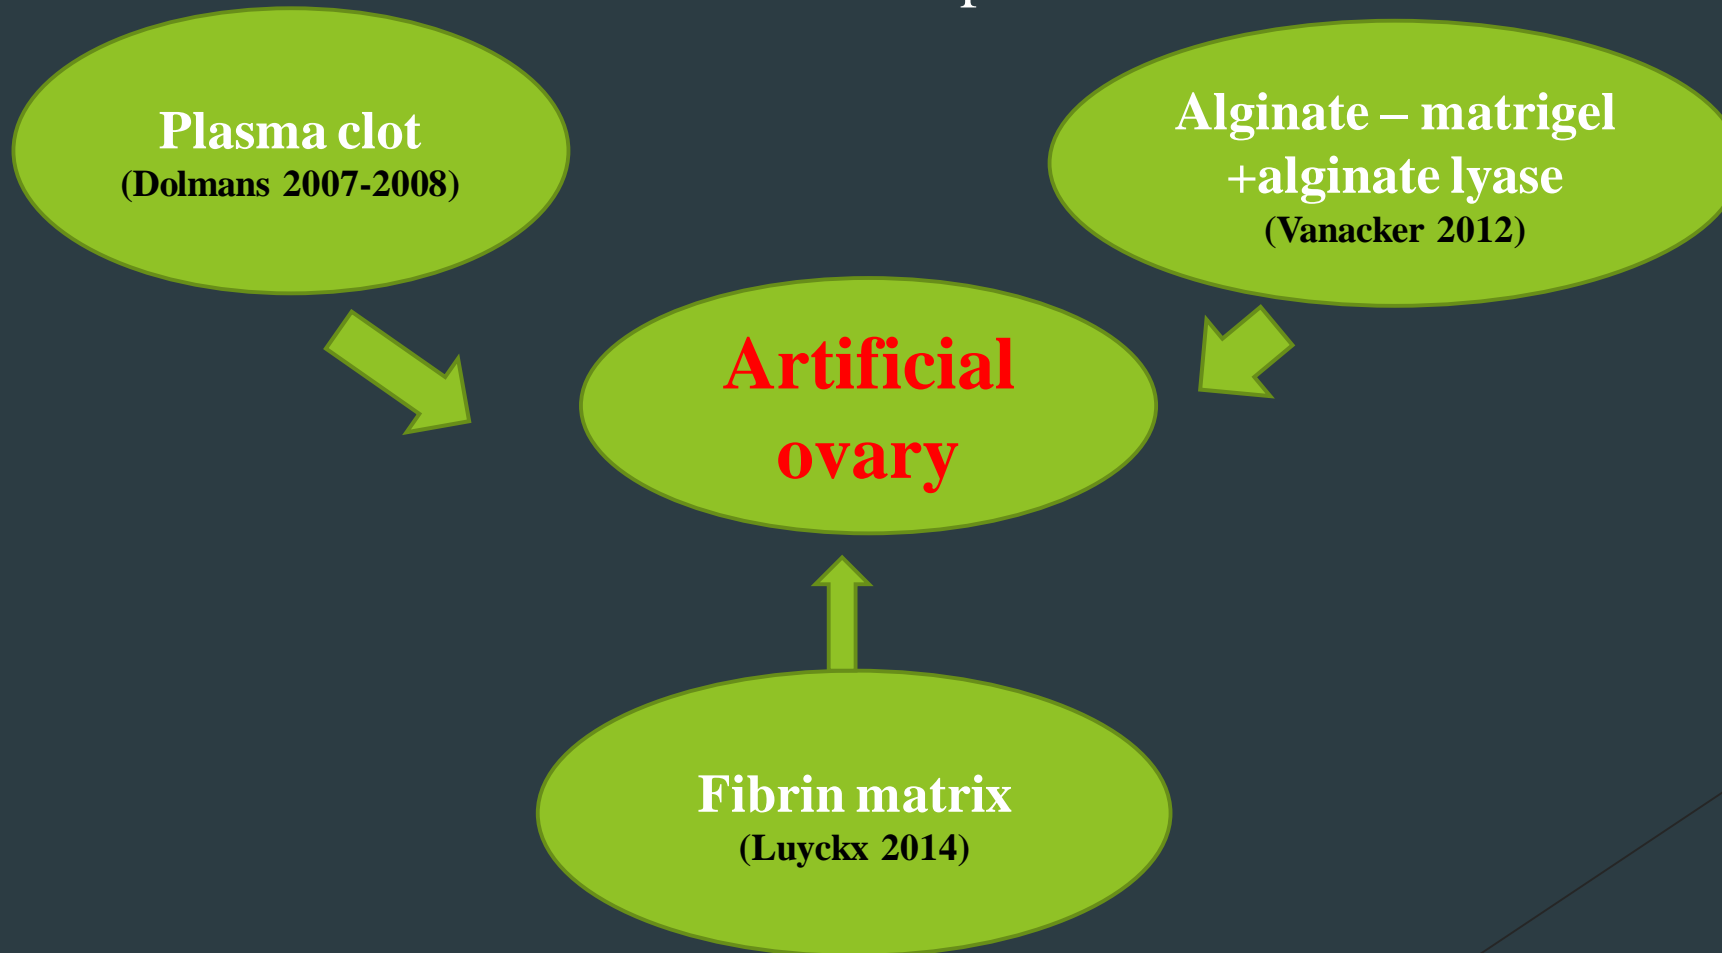 Plasma clot
(Dolmans 2007-2008)
Alginate – matrigel
+alginate lyase
(Vanacker 2012)
Artificial
ovary
Fibrin matrix
(Luyckx 2014)